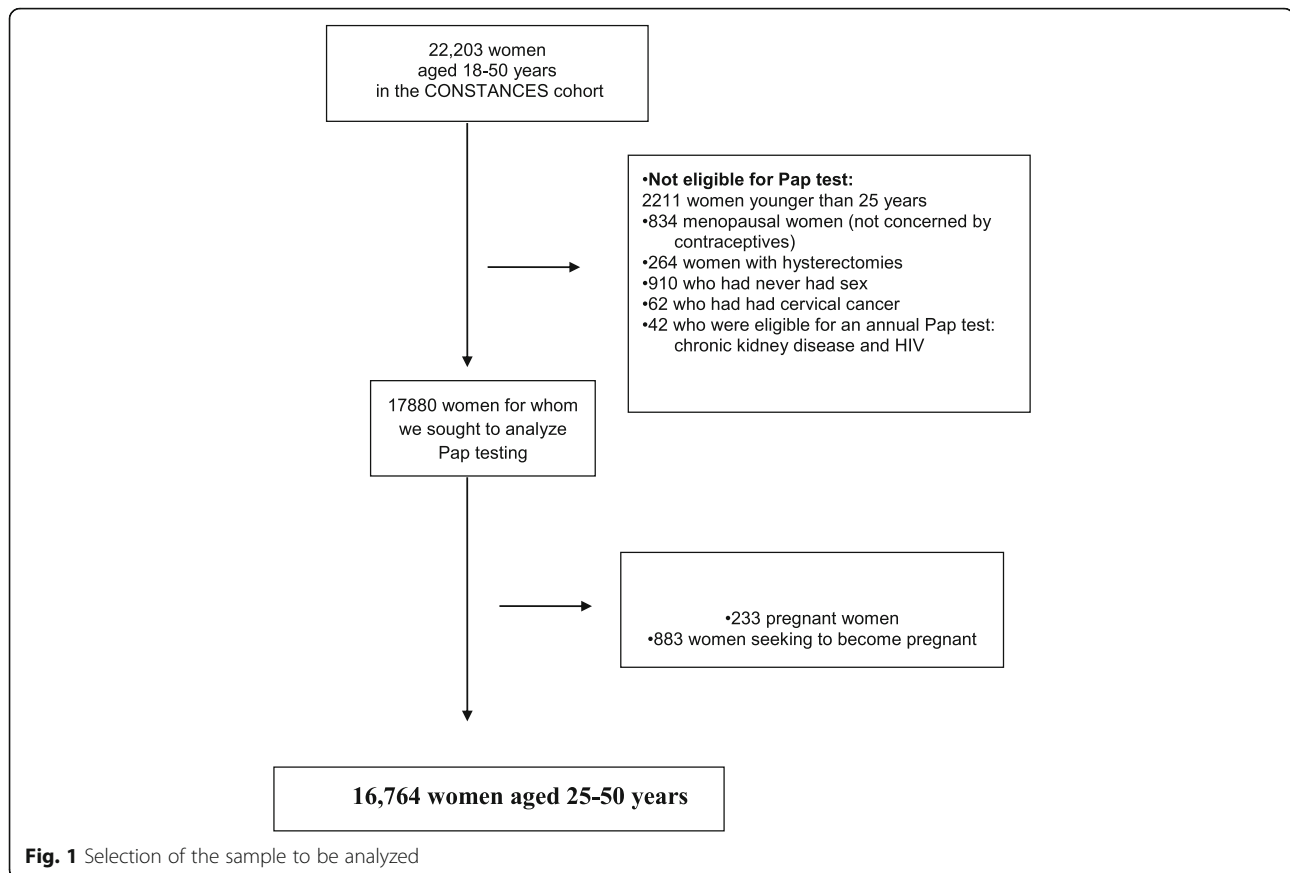 22,203 women
aged 18-50 years
in the CONSTANCES cohort
•Not eligible for Pap test:
2211 women younger than 25 years
•834 menopausal women (not concerned by
contraceptives)
•264 women with hysterectomies
•910 who had never had sex
•62 who had had cervical cancer
•42 who were eligible for an annual Pap test:
chronic kidney disease and HIV
17880 women for whom
we sought to analyze
Pap testing
•233 pregnant women
•883 women seeking to become pregnant
16,764 women aged 25-50 years
Fig. 1 Selection of the sample to be analyzed